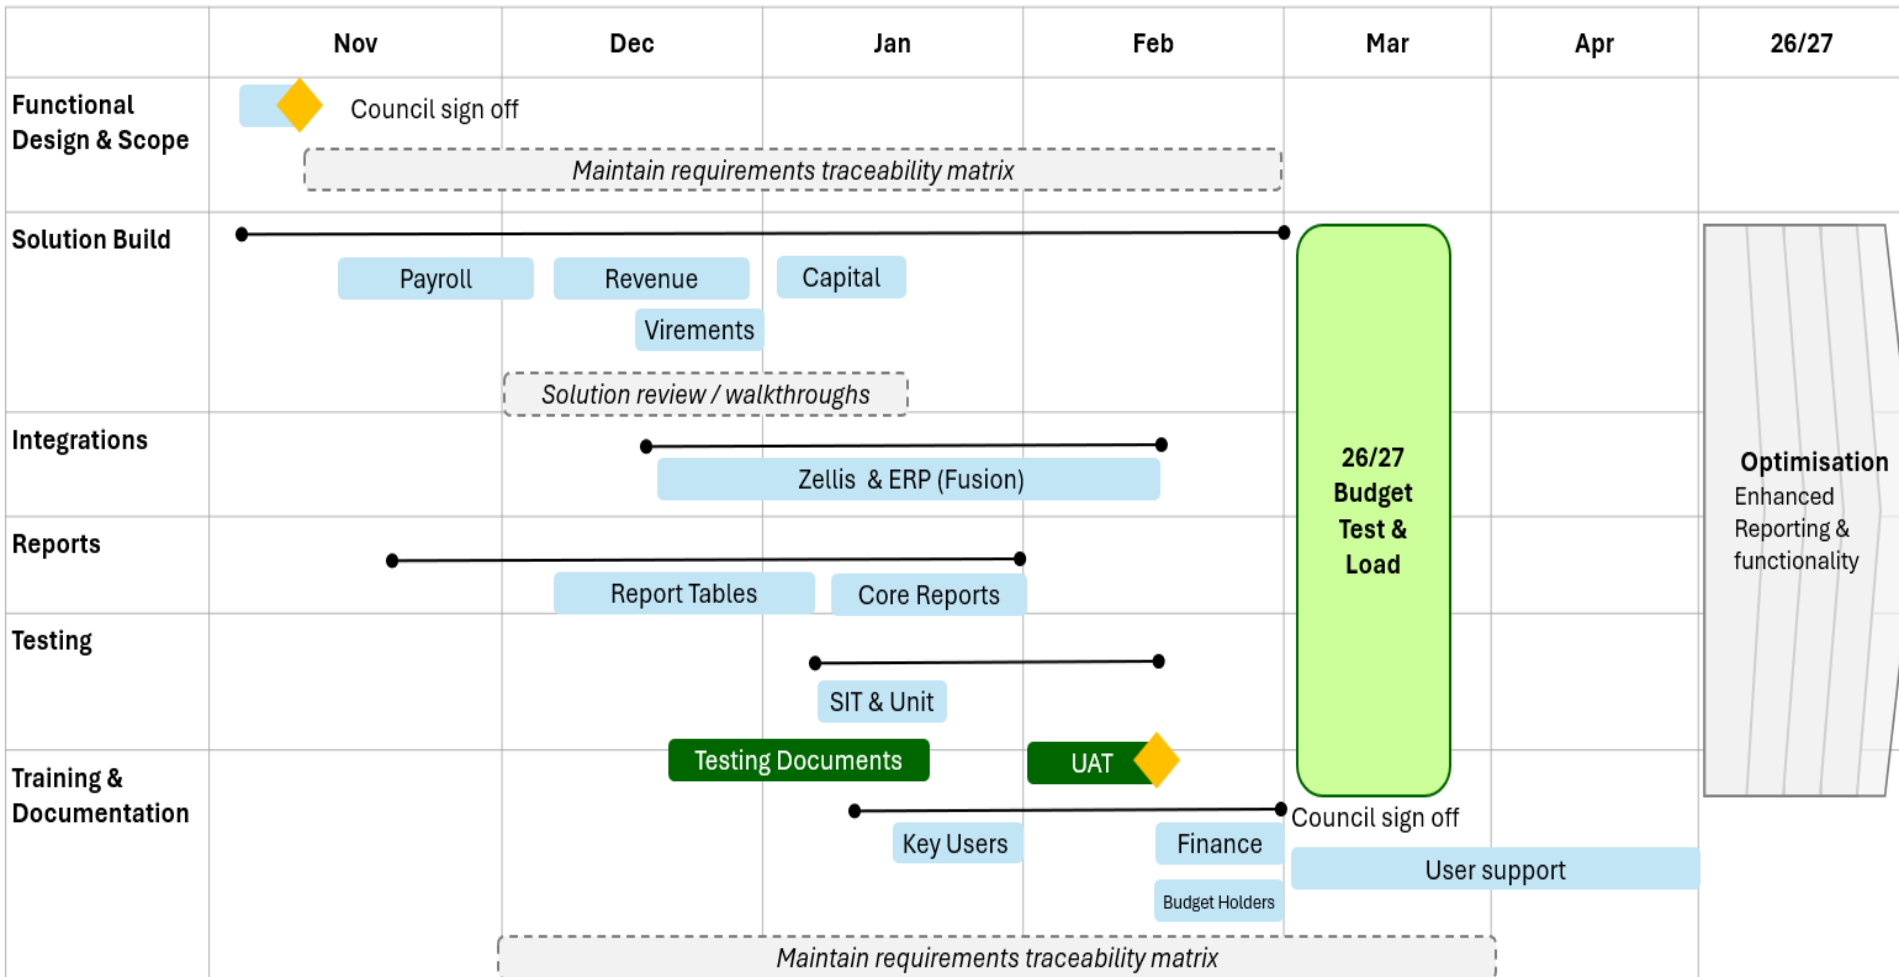 Nov Dec Jan Feb Mar Apr 26/27
Functional
Design & Scope
Council sign off
Maintain requirements traceability matrix
Solution Build
Payroll Revenue Capital
Virements
Solution review / walkthroughs
Integrations
Zellis & ERP (Fusion)
Reports
Report Tables Core Reports
Testing
SIT & Unit
Testing Documents UAT
Training &
Documentation
Key Users Finance
Budget Holders
Council sign off
User support
Maintain requirements traceability matrix
26/27
Budget
Test &
Load
Optimisation
Enhanced
Reporting &
functionality